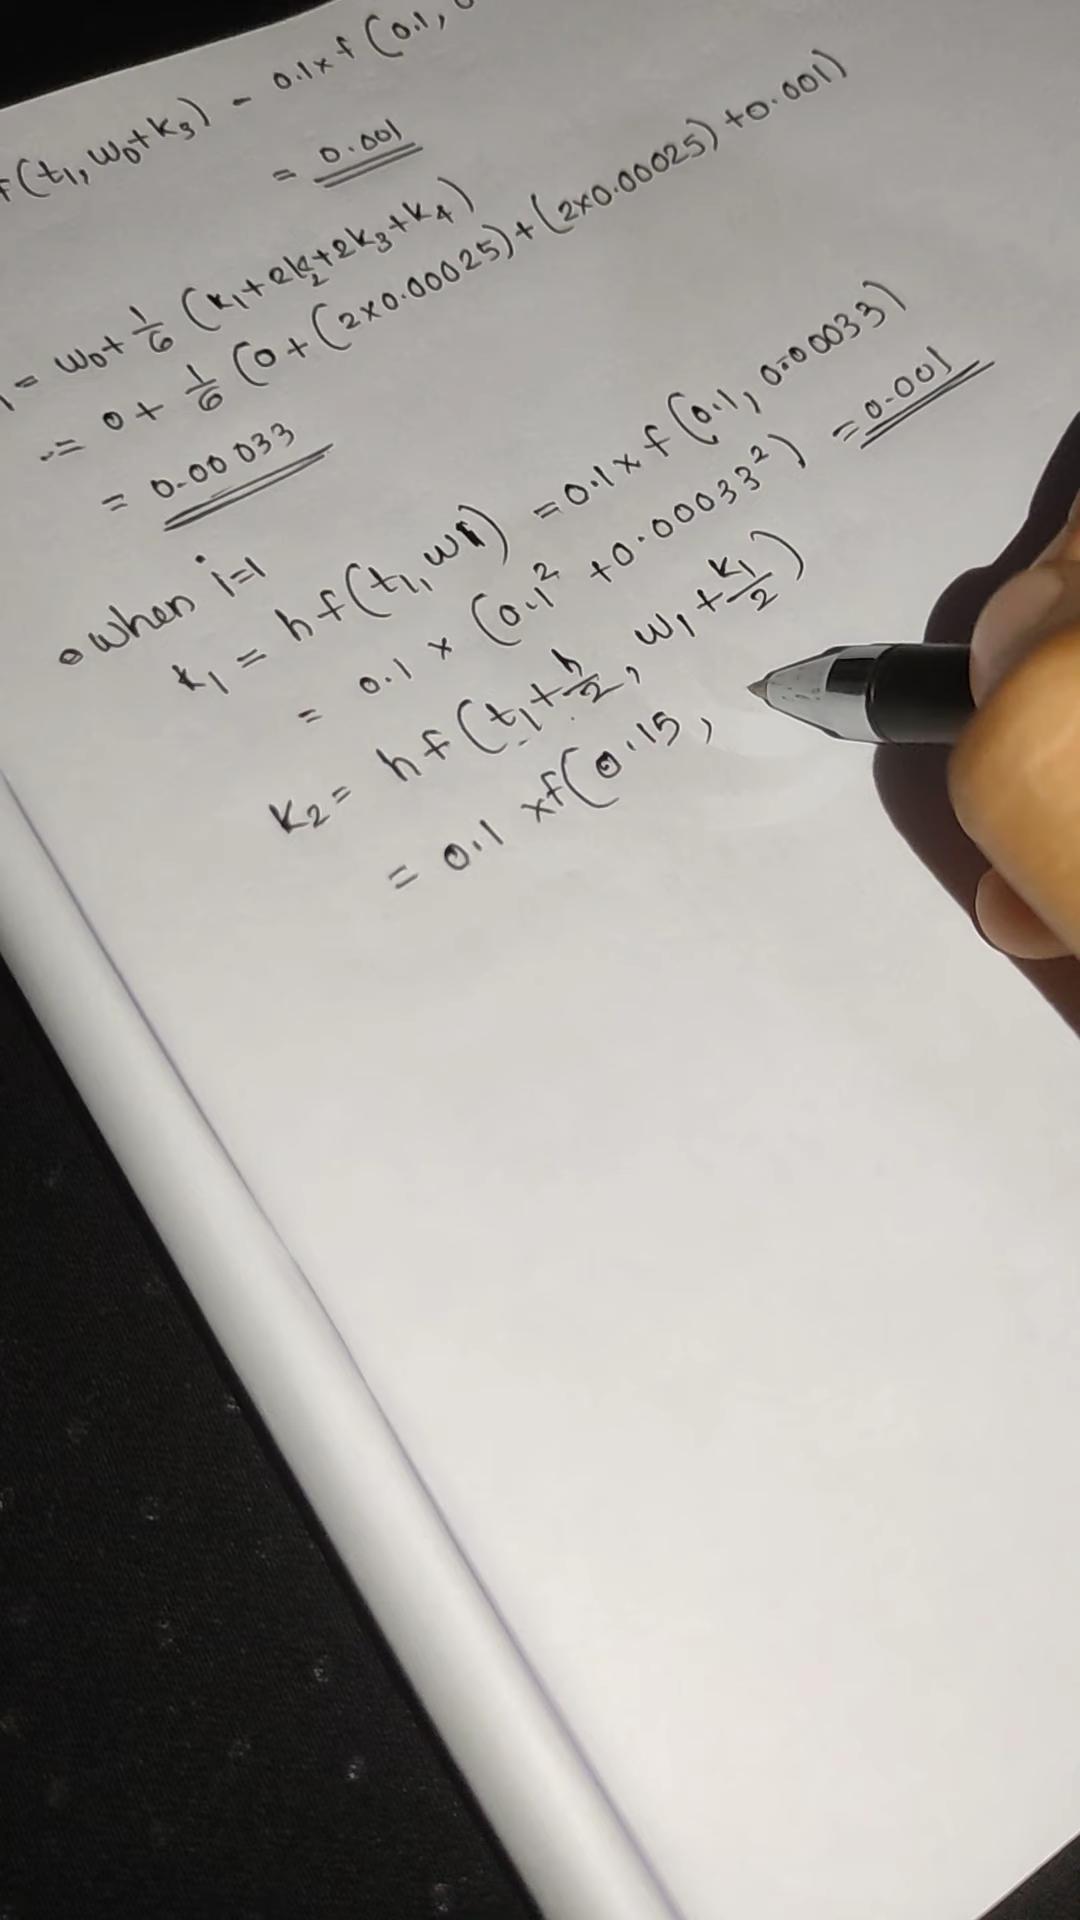 f(t₁, w₀+k₃) - 0.1×f(0.1,
= 0.001
= w₀+ 1/6 (k₁+2k₂+2k₃+k₄)
= 0+ 1/6 (0+(2×0.00025)+(2×0.00025)+0.001)
= 0.00033
when i=1
k₁ = hf(t₁, w₁) = 0.1×f(0.1, 0.00033)
= 0.1 × (0.1² +0.00033²) = 0.001
K₂ = hf(t₁+h/2, w₁+k₁/2)
= 0.1 ×f(0.15,